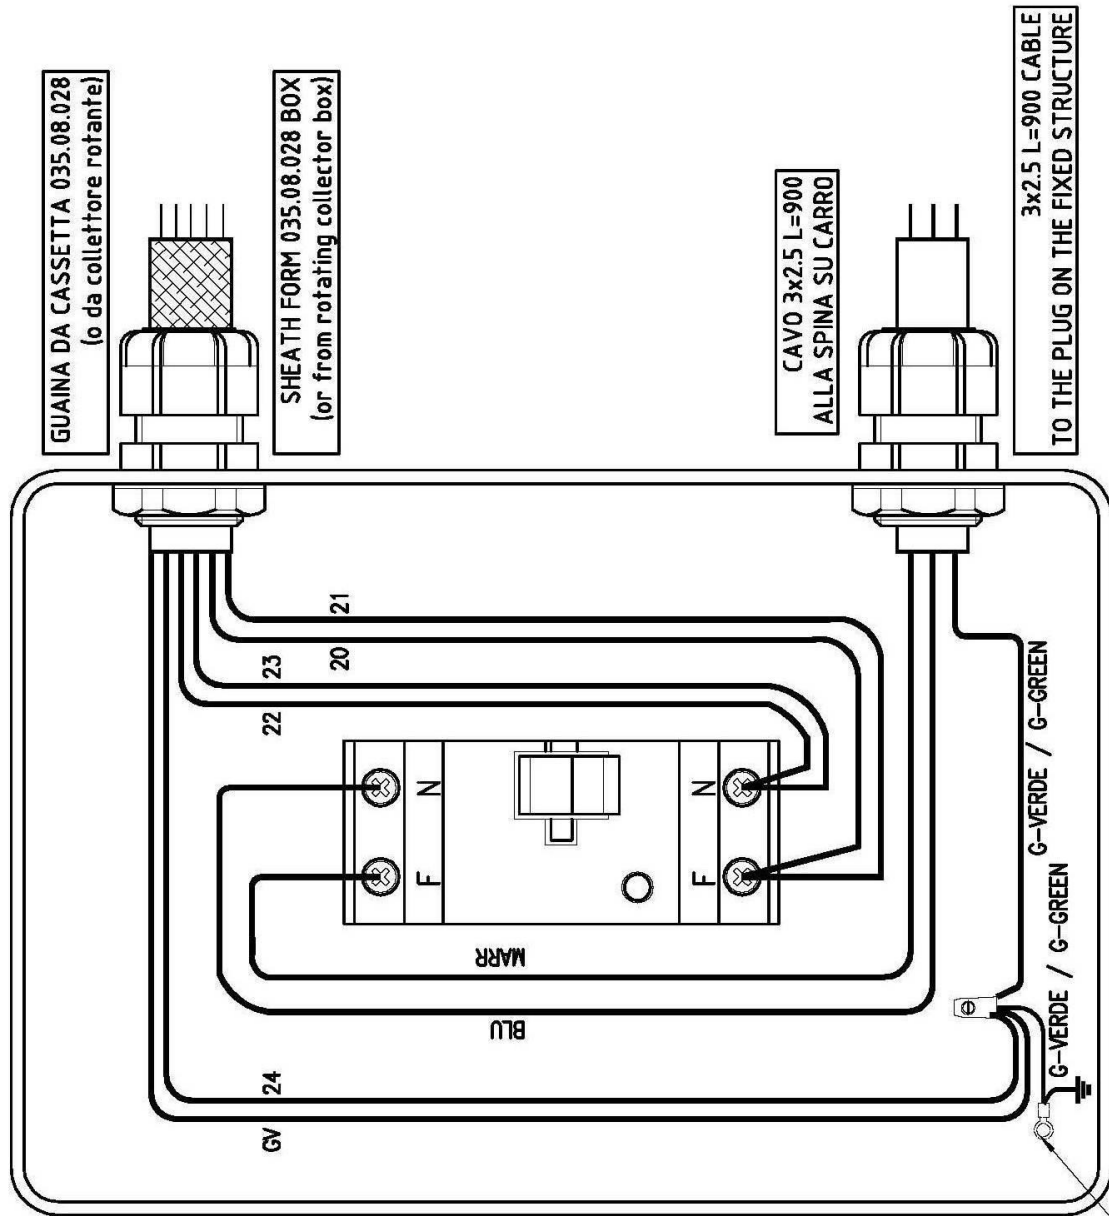 GUAINA DA CASSETTA 035.08.028
(o da collettore rotante)
SHEATH FORM 035.08.028 BOX
(or from rotating collector box)
CAVO 3x2.5 L=900
ALLA SPINA SU CARRO
3x2.5 L=900 CABLE
TO THE PLUG ON THE FIXED STRUCTURE
21
20
23
22
N
N
F
F
MARR
BLU
24
GV
G-VERDE / G-GREEN
G-VERDE / G-GREEN